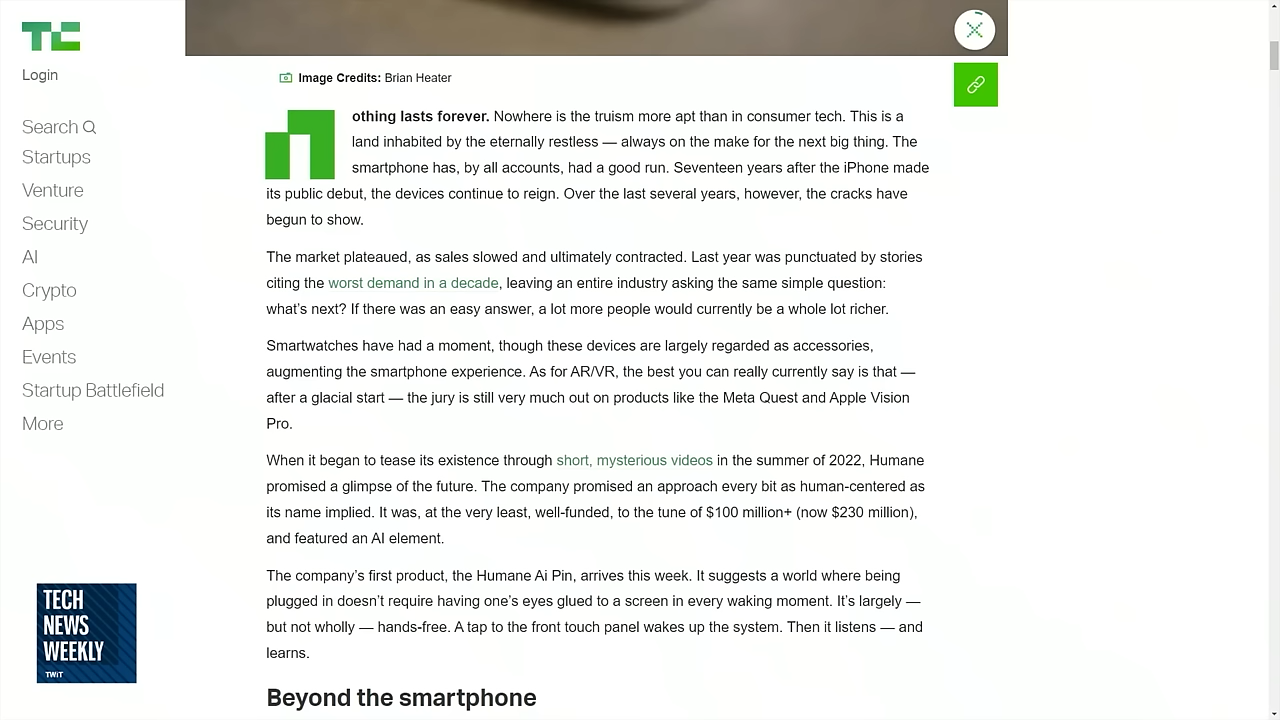 TC
Login
Search
Startups
Venture
Security
AI
Crypto
Apps
Events
Startup Battlefield
More
TECH
NEWS
WEEKLY
TWiT
Image Credits: Brian Heater
nothing lasts forever. Nowhere is the truism more apt than in consumer tech. This is a
land inhabited by the eternally restless — always on the make for the next big thing. The
smartphone has, by all accounts, had a good run. Seventeen years after the iPhone made
its public debut, the devices continue to reign. Over the last several years, however, the cracks have
begun to show.
The market plateaued, as sales slowed and ultimately contracted. Last year was punctuated by stories
citing the worst demand in a decade, leaving an entire industry asking the same simple question:
what’s next? If there was an easy answer, a lot more people would currently be a whole lot richer.
Smartwatches have had a moment, though these devices are largely regarded as accessories,
augmenting the smartphone experience. As for AR/VR, the best you can really currently say is that —
after a glacial start — the jury is still very much out on products like the Meta Quest and Apple Vision
Pro.
When it began to tease its existence through short, mysterious videos in the summer of 2022, Humane
promised a glimpse of the future. The company promised an approach every bit as human-centered as
its name implied. It was, at the very least, well-funded, to the tune of $100 million+ (now $230 million),
and featured an AI element.
The company’s first product, the Humane Ai Pin, arrives this week. It suggests a world where being
plugged in doesn’t require having one’s eyes glued to a screen in every waking moment. It’s largely —
but not wholly — hands-free. A tap to the front touch panel wakes up the system. Then it listens — and
learns.
Beyond the smartphone